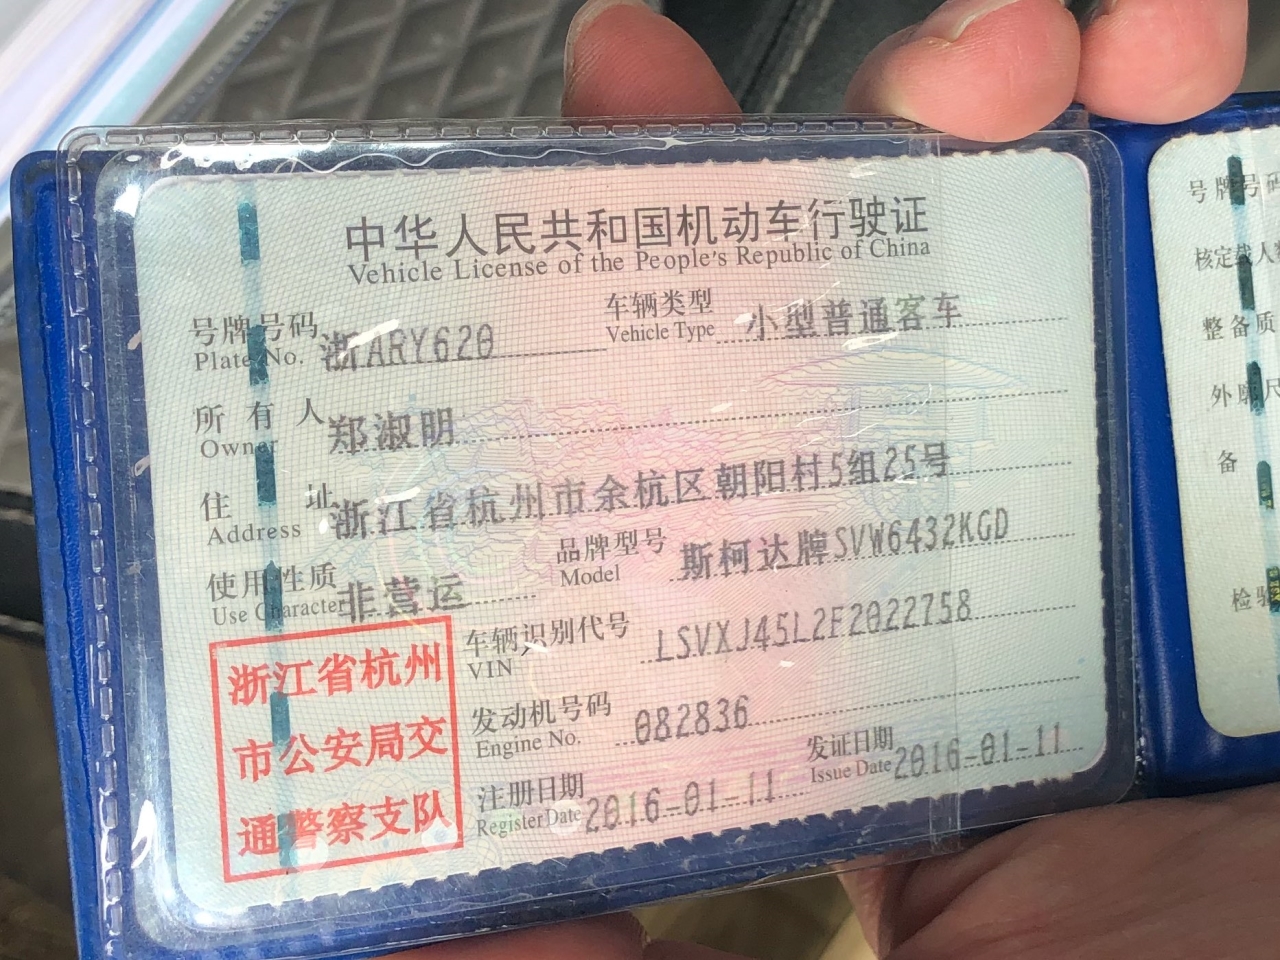 中华人民共和国机动车行驶证
Vehicle License of the People's Republic of China
号牌号码 浙ARY620 车辆类型 小型普通客车
Plate No. Vehicle Type
所有人 郑淑明
Owner
住址 浙江省杭州市余杭区朝阳村5组25号
Address
使用性质 非营运 品牌型号 斯柯达牌SVW6432KGD
Use Character Model
浙江省杭州
市公安局交
通警察支队
车辆识别代号 LSVXJ45L2F2022758
VIN
发动机号码 082836
Engine No.
注册日期 2016-01-11 发证日期 2016-01-11
Register Date Issue Date
号牌号码
核定载人
整备质
外廓尺
备
检验